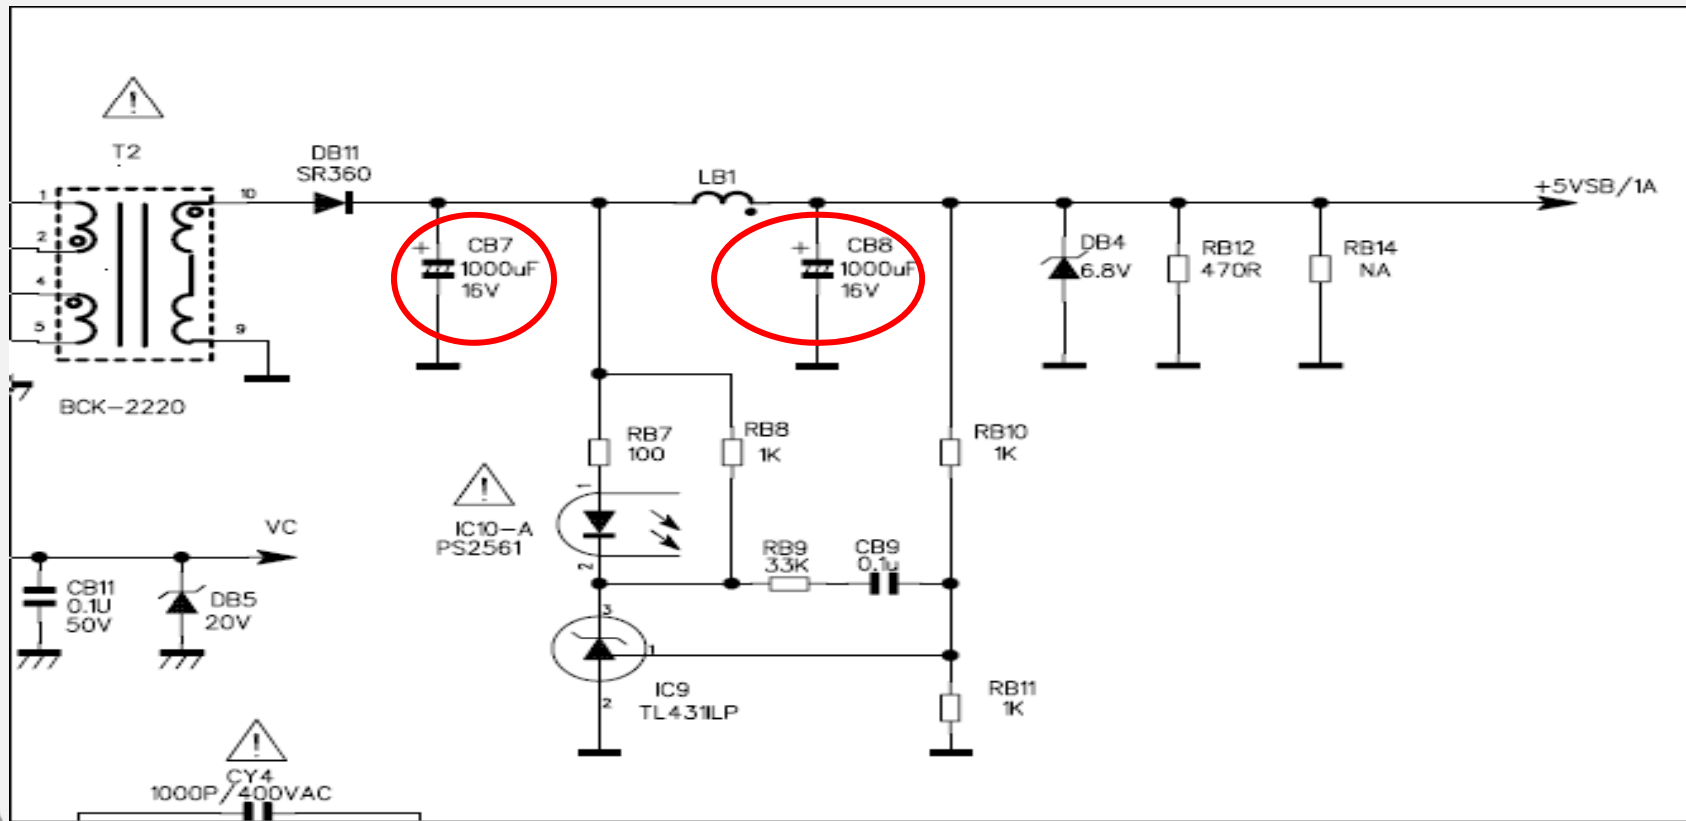 !
T2
DB11
SR360
LB1
+5VSB/1A
1
10
2
4
5
9
+
CB7
1000uF
16V
+
CB8
1000uF
16V
DB4
6.8V
RB12
470R
RB14
NA
BCK-2220
RB7
100
RB8
1K
RB10
1K
!
1
IC10-A
PS2561
2
VC
RB9
33K
CB9
0.1u
CB11
0.1U
50V
DB5
20V
3
1
IC9
TL431ILP
2
RB11
1K
!
CY4
1000P/400VAC